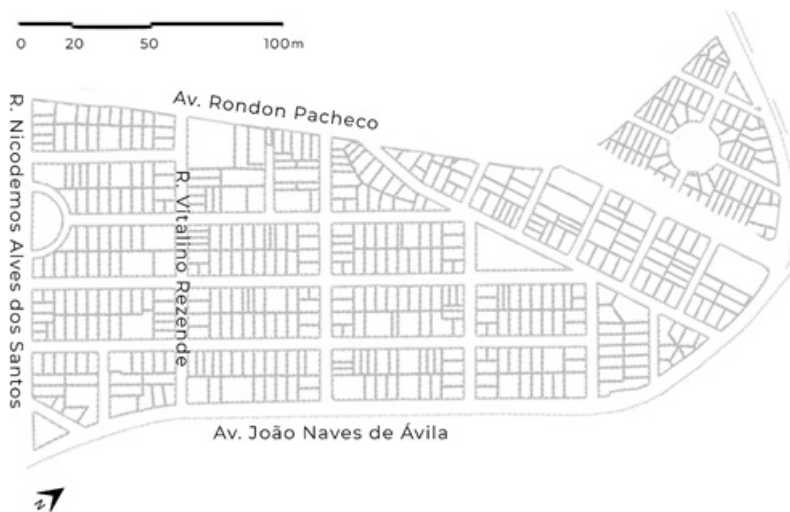 0 20 50 100m
Av. Rondon Pacheco
R. Nicodemos Alves dos Santos
R. Vitalino Rezende
Av. João Naves de Ávila
N